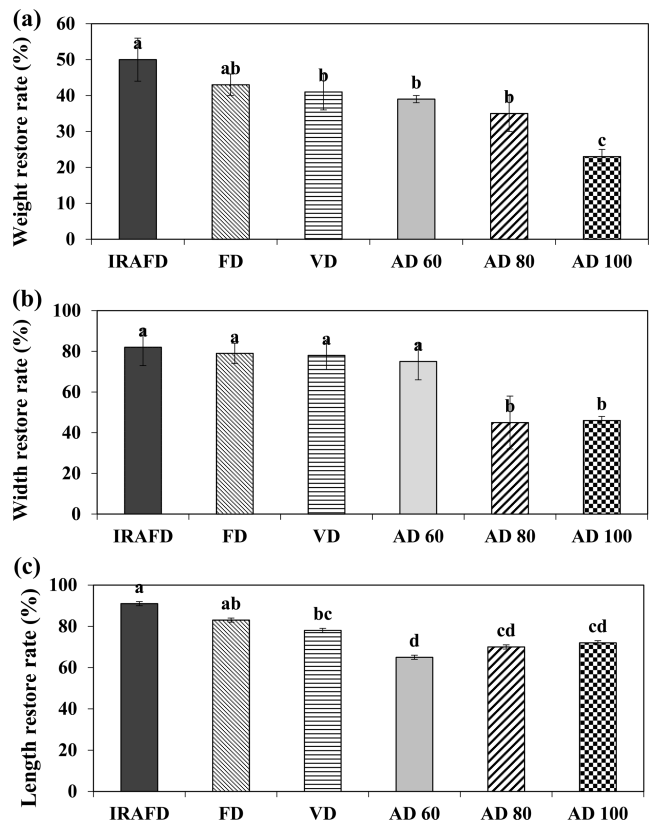 (a)
Weight restore rate (%)
60
50
40
30
20
10
0
a
ab
b
b
b
c
IRAFD FD VD AD 60 AD 80 AD 100
(b)
Width restore rate (%)
100
80
60
40
20
0
a
a
a
a
b
b
IRAFD FD VD AD 60 AD 80 AD 100
(c)
Length restore rate (%)
100
80
60
40
20
0
a
ab
bc
d
cd
cd
IRAFD FD VD AD 60 AD 80 AD 100